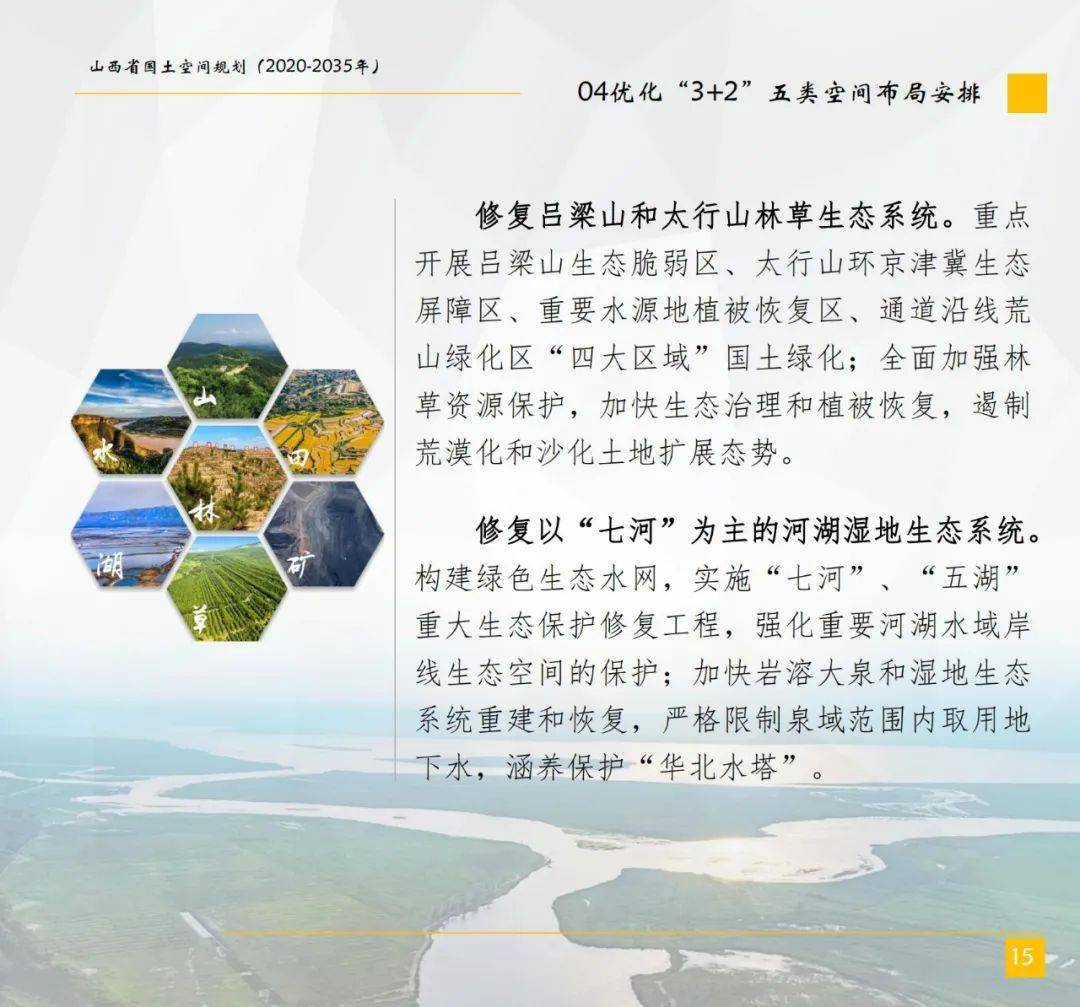 山西省国土空间规划（2020-2035年）
04优化“3+2”五类空间布局安排
修复吕梁山和太行山林草生态系统。重点
开展吕梁山生态脆弱区、太行山环京津冀生态
屏障区、重要水源地植被恢复区、通道沿线荒
山绿化区“四大区域”国土绿化；全面加强林
草资源保护，加快生态治理和植被恢复，遏制
荒漠化和沙化土地扩展态势。
修复以“七河”为主的河湖湿地生态系统。
构建绿色生态水网，实施“七河”、“五湖”
重大生态保护修复工程，强化重要河湖水域岸
线生态空间的保护；加快岩溶大泉和湿地生态
系统重建和恢复，严格限制泉域范围内取用地
下水，涵养保护“华北水塔”。
山
水
田
林
湖
矿
草
15